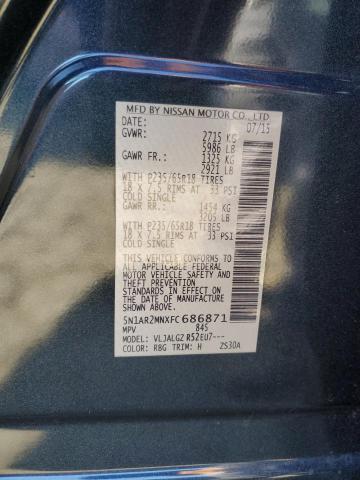 MFD BY NISSAN MOTOR CO., LTD.
DATE: 07/15
GVWR: 2715 KG
5986 LB
GAWR FR.: 1325 KG
2921 LB
WITH P235/65R18 TIRES
18 X 7.5 RIMS AT 33 PSI
COLD SINGLE
GAWR RR.: 1454 KG
3205 LB
WITH P235/65R18 TIRES
18 X 7.5 RIMS AT 33 PSI
COLD SINGLE
THIS VEHICLE CONFORMS TO ALL
APPLICABLE FEDERAL
MOTOR VEHICLE SAFETY AND
THEFT PREVENTION
STANDARDS IN EFFECT ON THE
DATE OF MANUFACTURE
SHOWN ABOVE.
5N1AR2MNXFC686871
MPV 845
MODEL: VLJALGZ R52EU7---
COLOR: RBG TRIM: H ZS30A